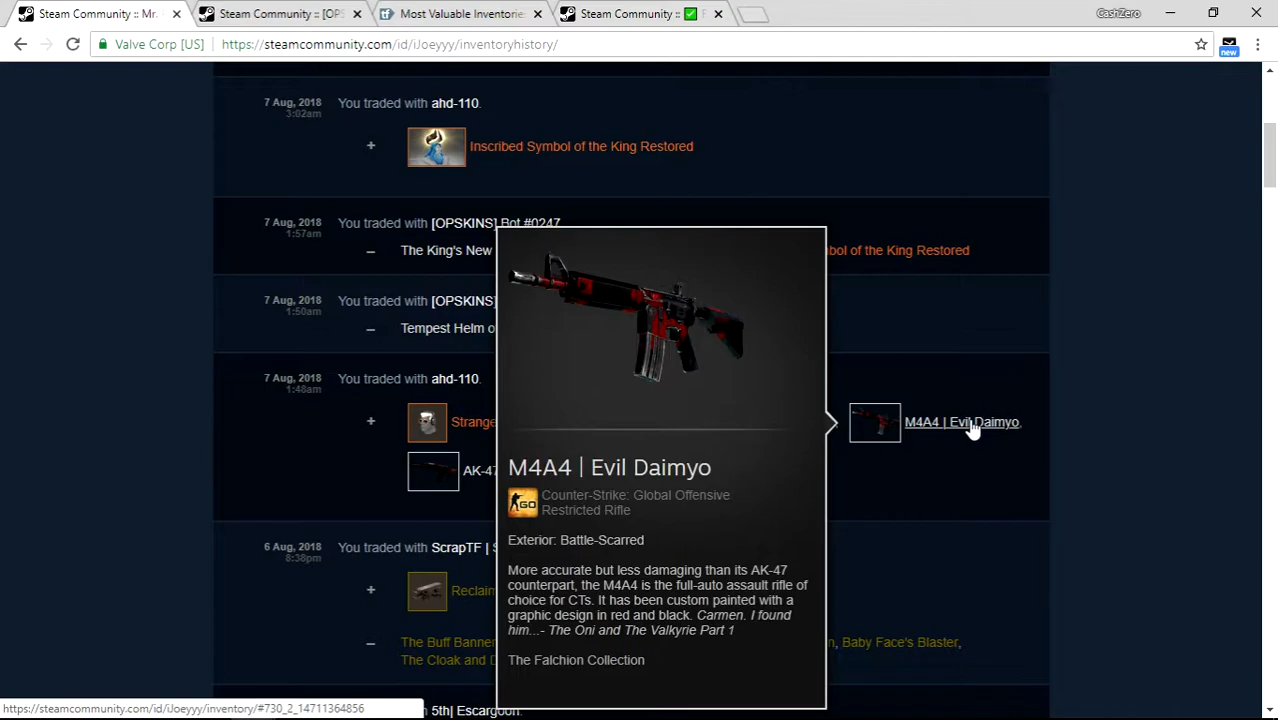 Steam Community :: Mr.
Steam Community :: [OPS
Most Valuable Inventories
Steam Community ::
CashZero
Valve Corp [US]
https://steamcommunity.com/id/iJoeyyy/inventoryhistory/
new
7 Aug, 2018
3:02am
You traded with ahd-110.
+
Inscribed Symbol of the King Restored
7 Aug, 2018
1:57am
You traded with [OPSKINS] Bot #0247
–
The King's New
bol of the King Restored
7 Aug, 2018
1:50am
You traded with [OPSKINS]
–
Tempest Helm o
7 Aug, 2018
1:48am
You traded with ahd-110.
+
Strange
M4A4 | Evil Daimyo,
AK-47
M4A4 | Evil Daimyo
GO
Counter-Strike: Global Offensive
Restricted Rifle
Exterior: Battle-Scarred
More accurate but less damaging than its AK-47
counterpart, the M4A4 is the full-auto assault rifle of
choice for CTs. It has been custom painted with a
graphic design in red and black. Carmen. I found
him...- The Oni and The Valkyrie Part 1
The Falchion Collection
6 Aug, 2018
8:38pm
You traded with ScrapTF | S
+
Reclain
–
The Buff Banner
n, Baby Face's Blaster,
The Cloak and D
5th| Escargoon.
https://steamcommunity.com/id/iJoeyyy/inventory/#730_2_14711364856